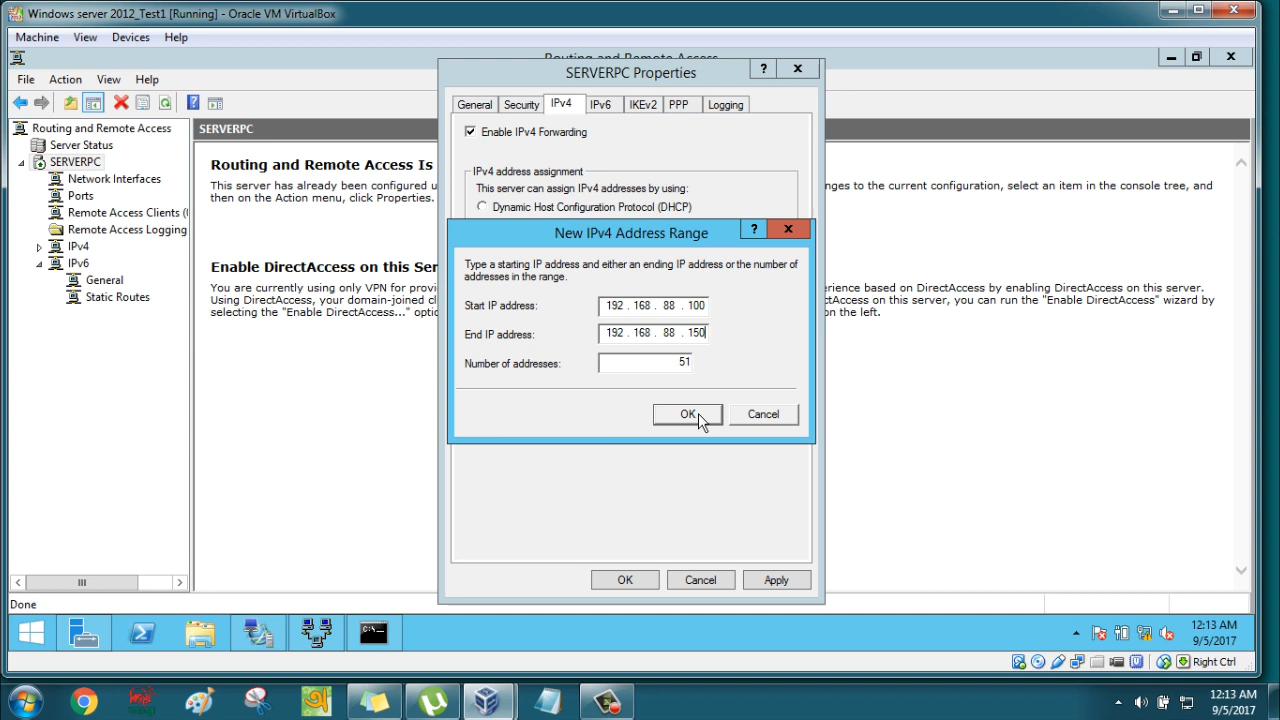 Windows server 2012_Test1 [Running] - Oracle VM VirtualBox
Machine View Devices Help
Routing and Remote Access
File Action View Help
SERVERPC Properties
Routing and Remote Access
Server Status
SERVERPC
Network Interfaces
Ports
Remote Access Clients (
Remote Access Logging
IPv4
IPv6
General
Static Routes
SERVERPC
Routing and Remote Access Is
This server has already been configured u
then on the Action menu, click Properties.
nges to the current configuration, select an item in the console tree, and
Enable DirectAccess on this Ser
You are currently using only VPN for provi
Using DirectAccess, your domain-joined cl
selecting the "Enable DirectAccess..." optio
erience based on DirectAccess by enabling DirectAccess on this server.
ctAccess on this server, you can run the "Enable DirectAccess" wizard by
on the left.
General Security IPv4 IPv6 IKEv2 PPP Logging
Enable IPv4 Forwarding
IPv4 address assignment
This server can assign IPv4 addresses by using:
Dynamic Host Configuration Protocol (DHCP)
New IPv4 Address Range
Type a starting IP address and either an ending IP address or the number of
addresses in the range.
Start IP address: 192 . 168 . 88 . 100
End IP address: 192 . 168 . 88 . 150
Number of addresses: 51
OK Cancel
OK Cancel Apply
Done
12:13 AM
9/5/2017
Right Ctrl
12:13 AM
9/5/2017